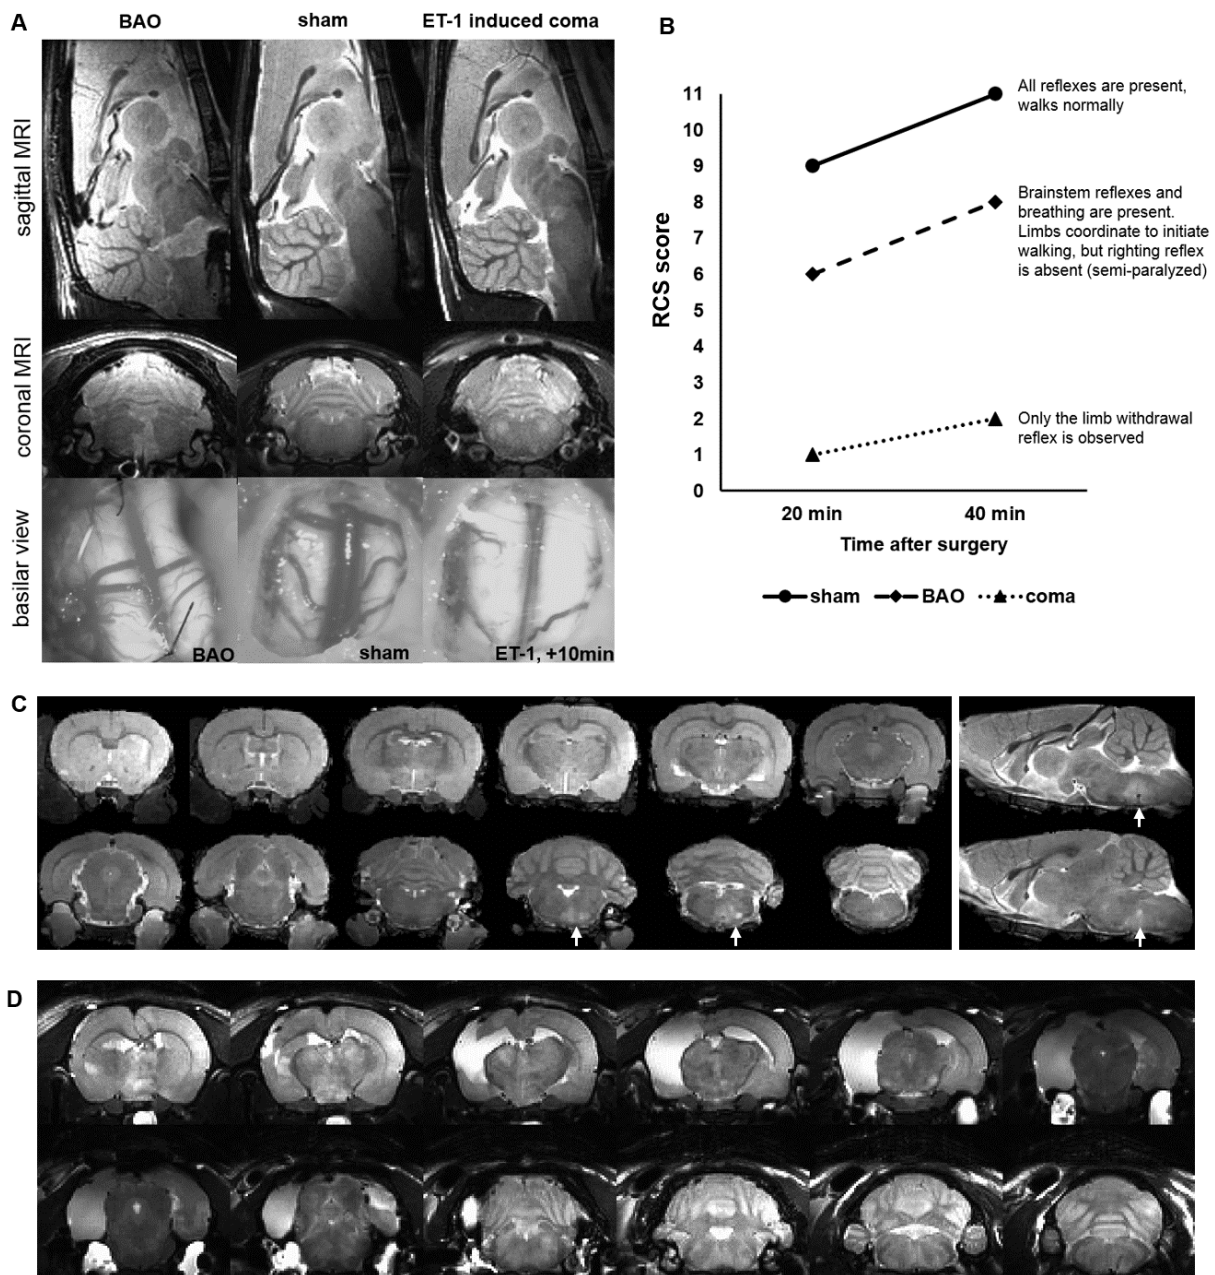 A
BAO
sham
ET-1 induced coma
sagittal MRI
coronal MRI
basilar view
BAO
sham
ET-1, +10min
B
RCS score
11
10
9
8
7
6
5
4
3
2
1
0
All reflexes are present,
walks normally
Brainstem reflexes and
breathing are present.
Limbs coordinate to initiate
walking, but righting reflex
is absent (semi-paralyzed)
Only the limb withdrawal
reflex is observed
20 min
40 min
Time after surgery
sham
BAO
coma
C
D